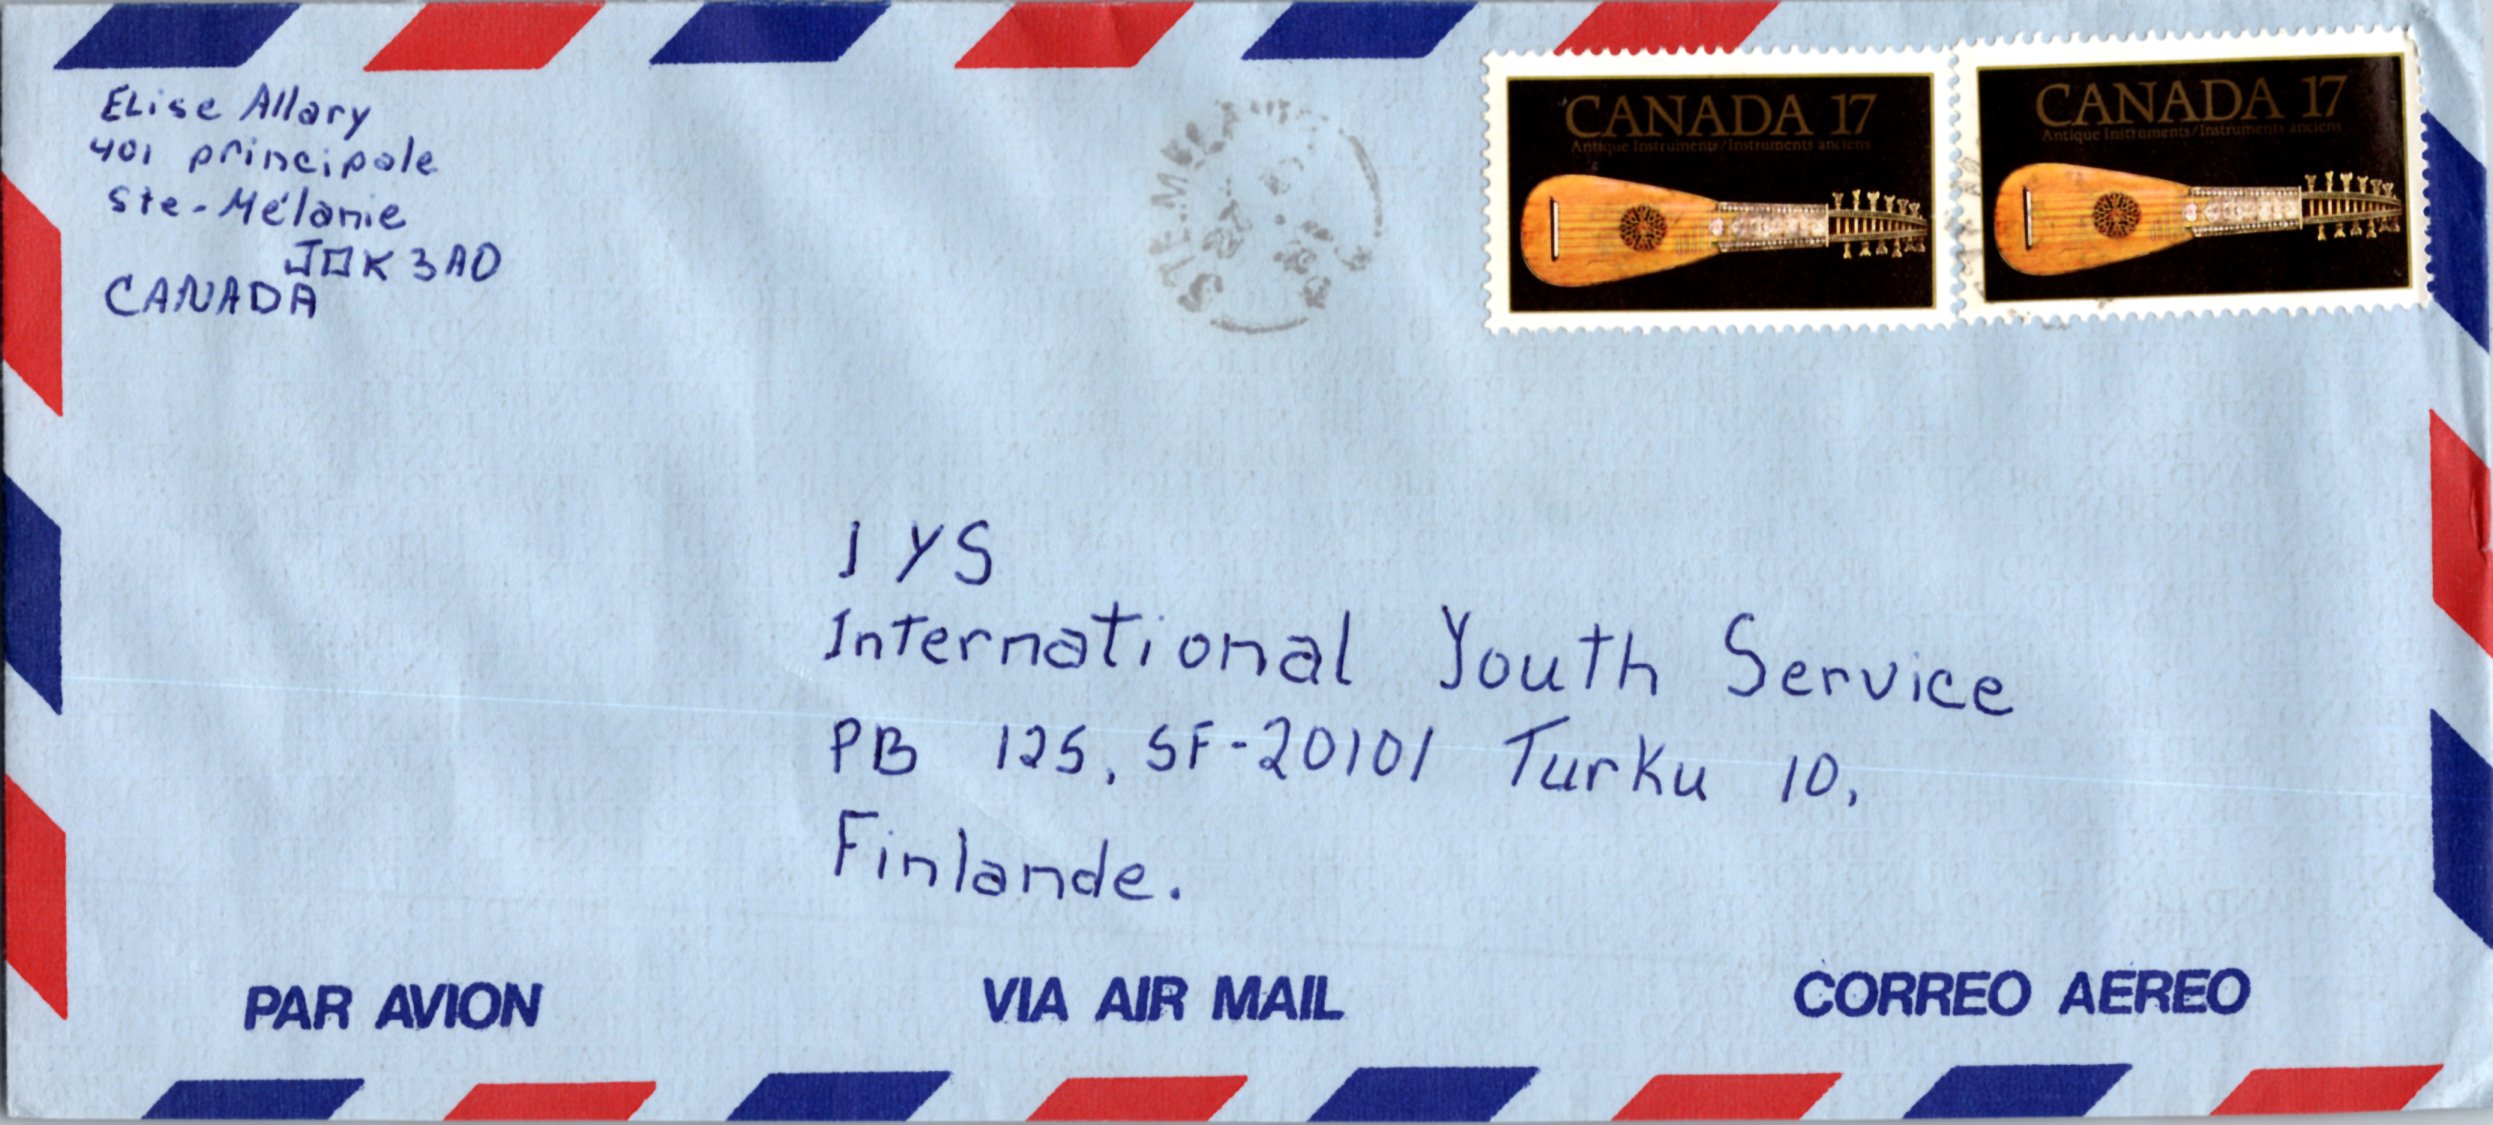 ELise Allary
401 principale
Ste-Mélanie
J0K 3A0
CANADA
CANADA 17
Antique Instruments/Instruments anciens
CANADA 17
Antique Instruments/Instruments anciens
IYS
International Youth Service
PB 125, SF-20101 Turku 10,
Finlande.
PAR AVION
VIA AIR MAIL
CORREO AEREO